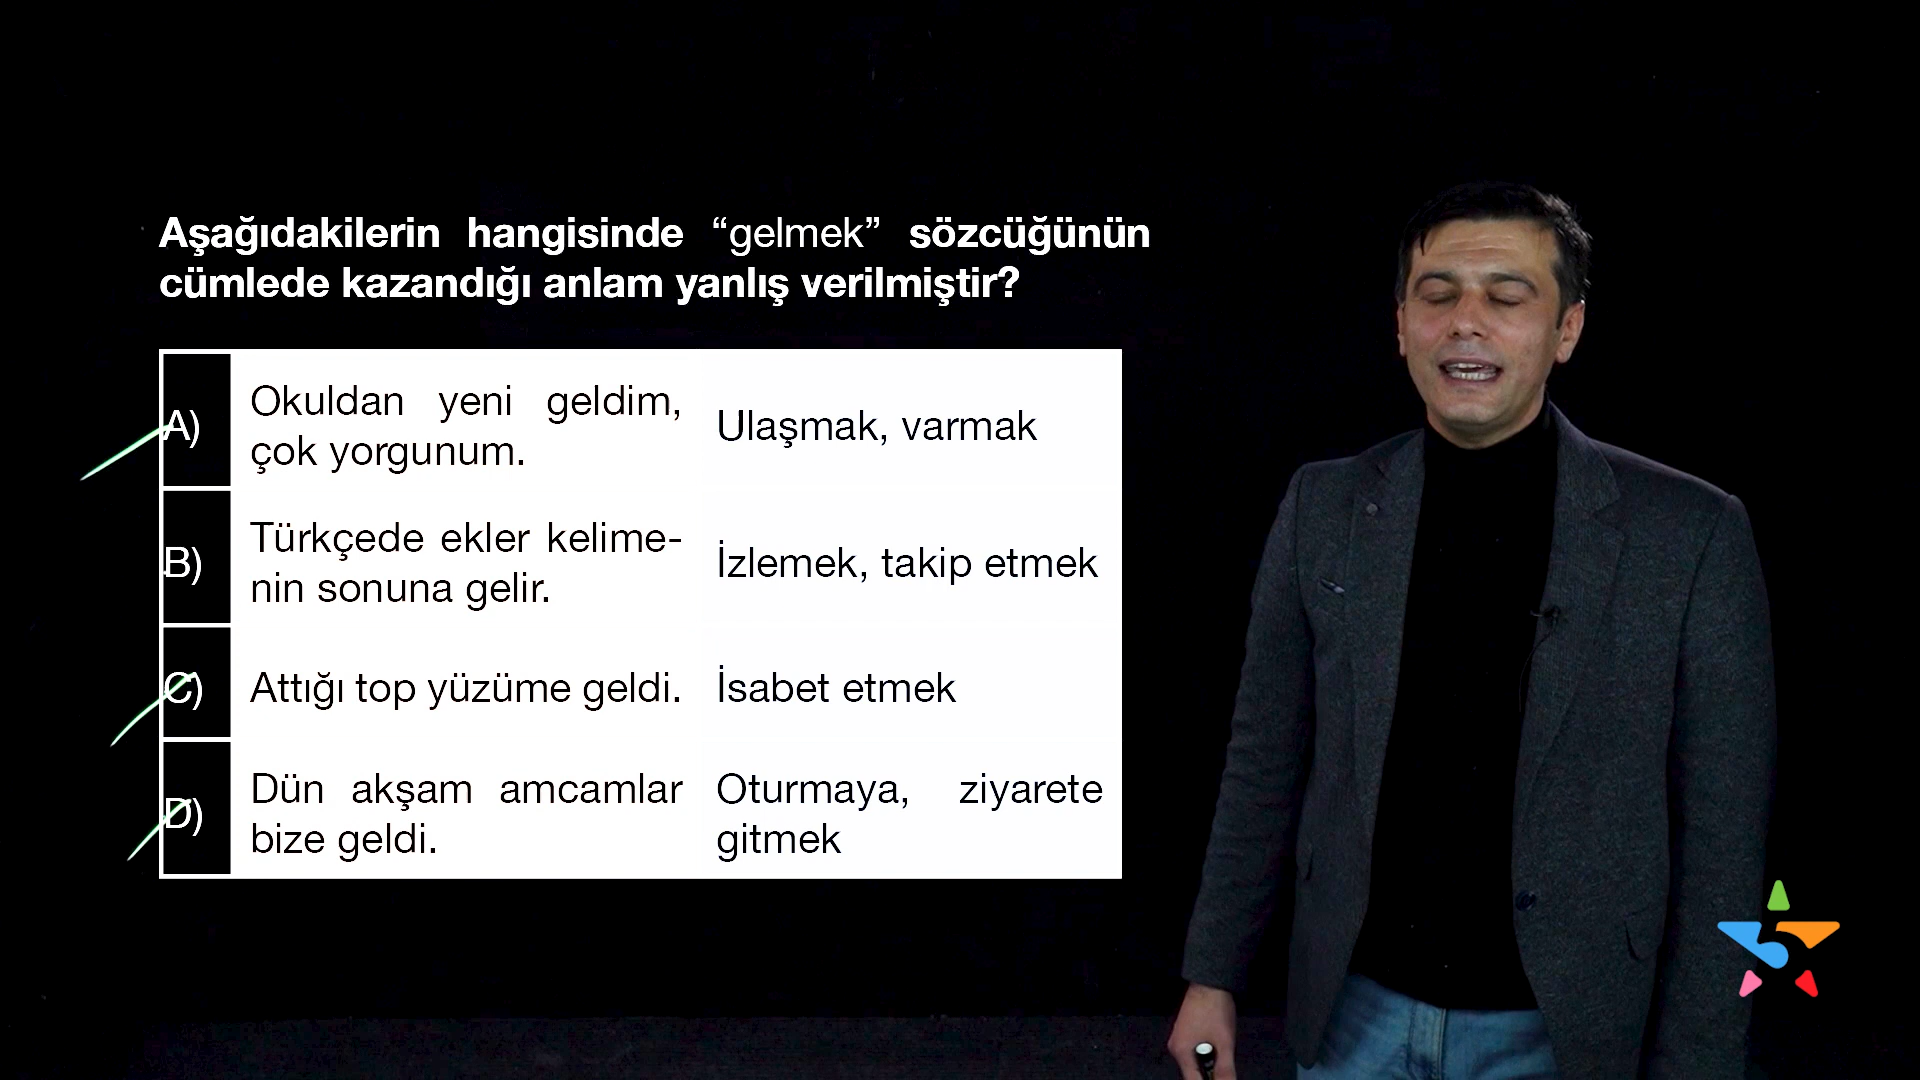 Aşağıdakilerin hangisinde “gelmek” sözcüğünün
cümlede kazandığı anlam yanlış verilmiştir?
A) Okuldan yeni geldim,
çok yorgunum.
Ulaşmak, varmak
B) Türkçede ekler kelime-
nin sonuna gelir.
İzlemek, takip etmek
C) Attığı top yüzüme geldi.
İsabet etmek
D) Dün akşam amcamlar
bize geldi.
Oturmaya, ziyarete
gitmek
5